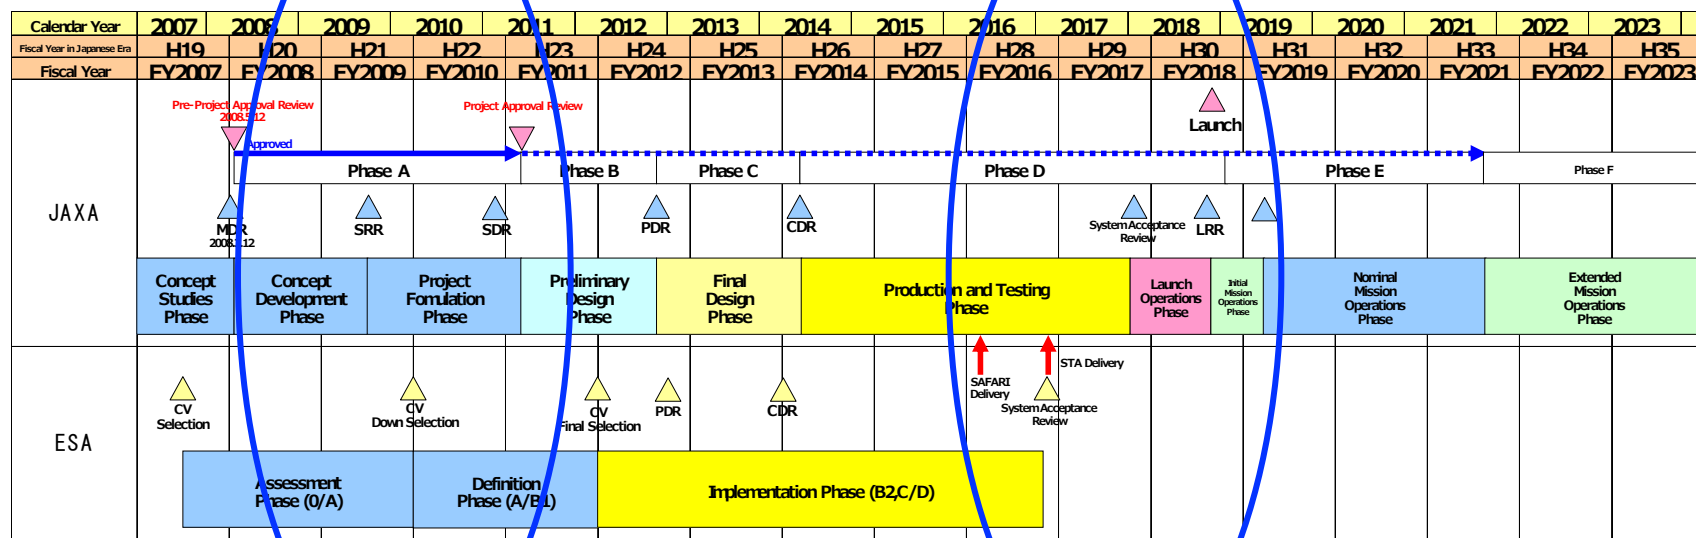 Calendar Year 2007 2008 2009 2010 2011 2012 2013 2014 2015 2016 2017 2018 2019 2020 2021 2022 2023
Fiscal Year in Japanese Era H19 H20 H21 H22 H23 H24 H25 H26 H27 H28 H29 H30 H31 H32 H33 H34 H35
Fiscal Year FY2007 FY2008 FY2009 FY2010 FY2011 FY2012 FY2013 FY2014 FY2015 FY2016 FY2017 FY2018 FY2019 FY2020 FY2021 FY2022 FY2023
JAXA
Pre-Project Approval Review
2008.5.12
Project Approval Review
Launch
Approved
Phase A Phase B Phase C Phase D Phase E Phase F
MDR
SRR
SDR
PDR
CDR
System Acceptance
Review
LRR
Concept
Studies
Phase
Concept
Development
Phase
Project
Fomulation
Phase
Preliminary
Design
Phase
Final
Design
Phase
Production and Testing
Phase
Launch
Operations
Phase
Initial
Mission
Operations
Phase
Nominal
Mission
Operations
Phase
Extended
Mission
Operations
Phase
ESA
SAFARI
Delivery
STA Delivery
CV
Selection
CV
Down Selection
CV
Final Selection
PDR
CDR
System Acceptance
Review
Assessment
Phase (0/A)
Definition
Phase (A/B1)
Implementation Phase (B2,C/D)